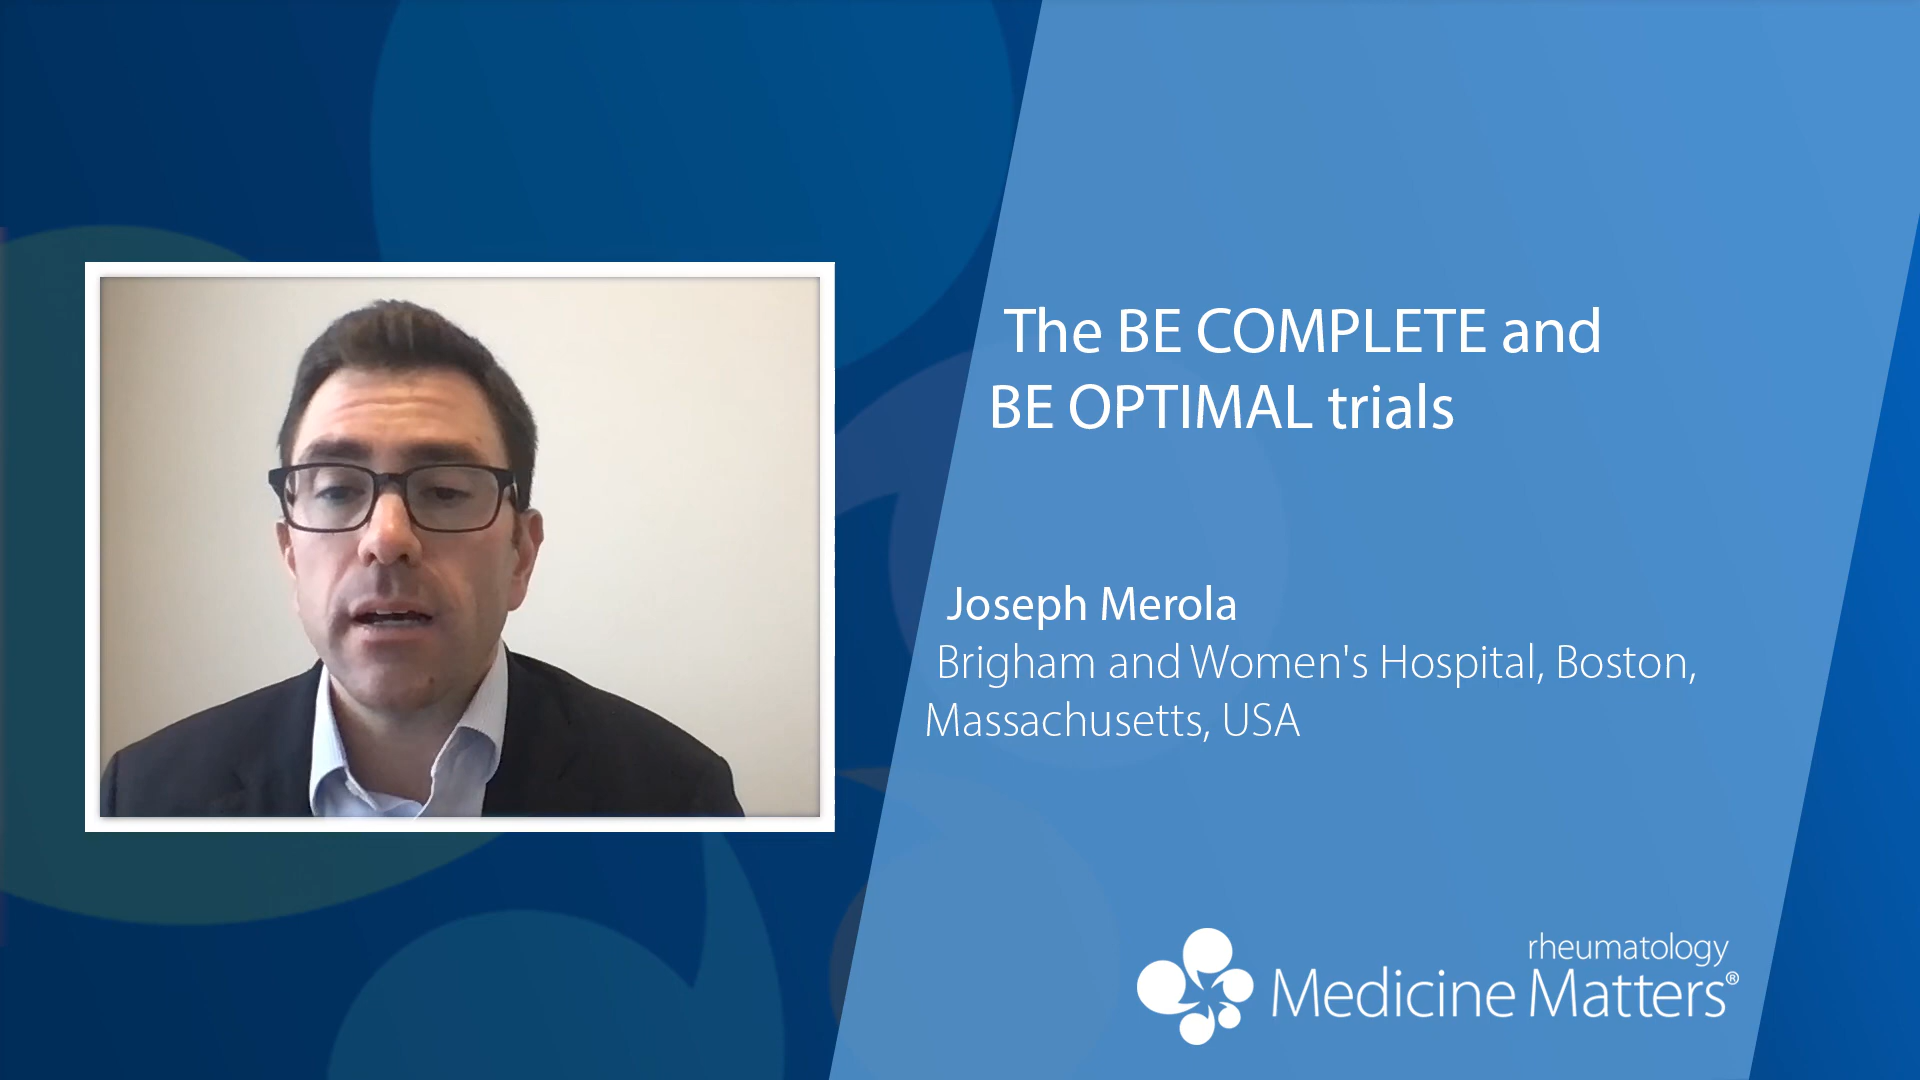 The BE COMPLETE and
BE OPTIMAL trials
Joseph Merola
Brigham and Women's Hospital, Boston,
Massachusetts, USA
rheumatology
Medicine Matters®